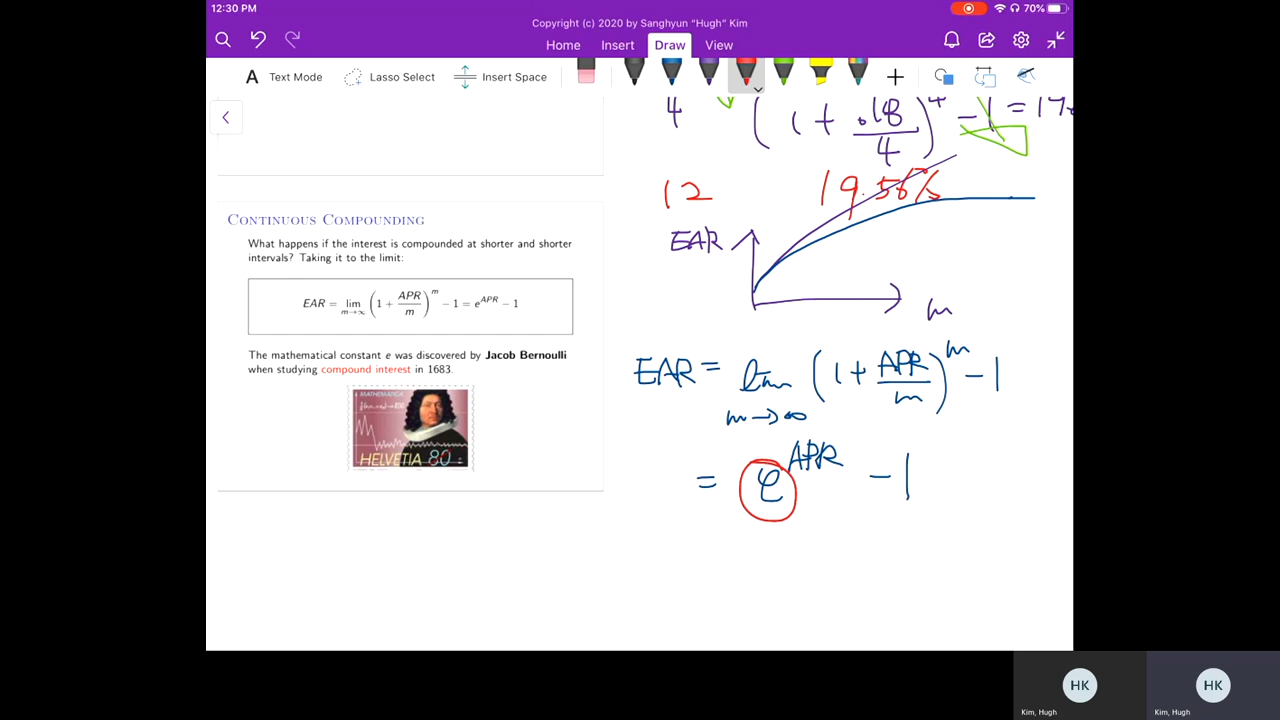 12:30 PM
70%
Copyright (c) 2020 by Sanghyun "Hugh" Kim
Home Insert Draw View
A Text Mode Lasso Select Insert Space
4 (1 + .18/4)^4 - 1 =
12 19.56%
EAR
m
CONTINUOUS COMPOUNDING
What happens if the interest is compounded at shorter and shorter
intervals? Taking it to the limit:
EAR = lim m→∞ (1 + APR/m)^m − 1 = e^APR − 1
The mathematical constant e was discovered by Jacob Bernoulli
when studying compound interest in 1683.
MATHEMATICA
HELVETIA 80
EAR = lim m→∞ (1 + APR/m)^m - 1
= e^APR - 1
HK HK
Kim, Hugh Kim, Hugh